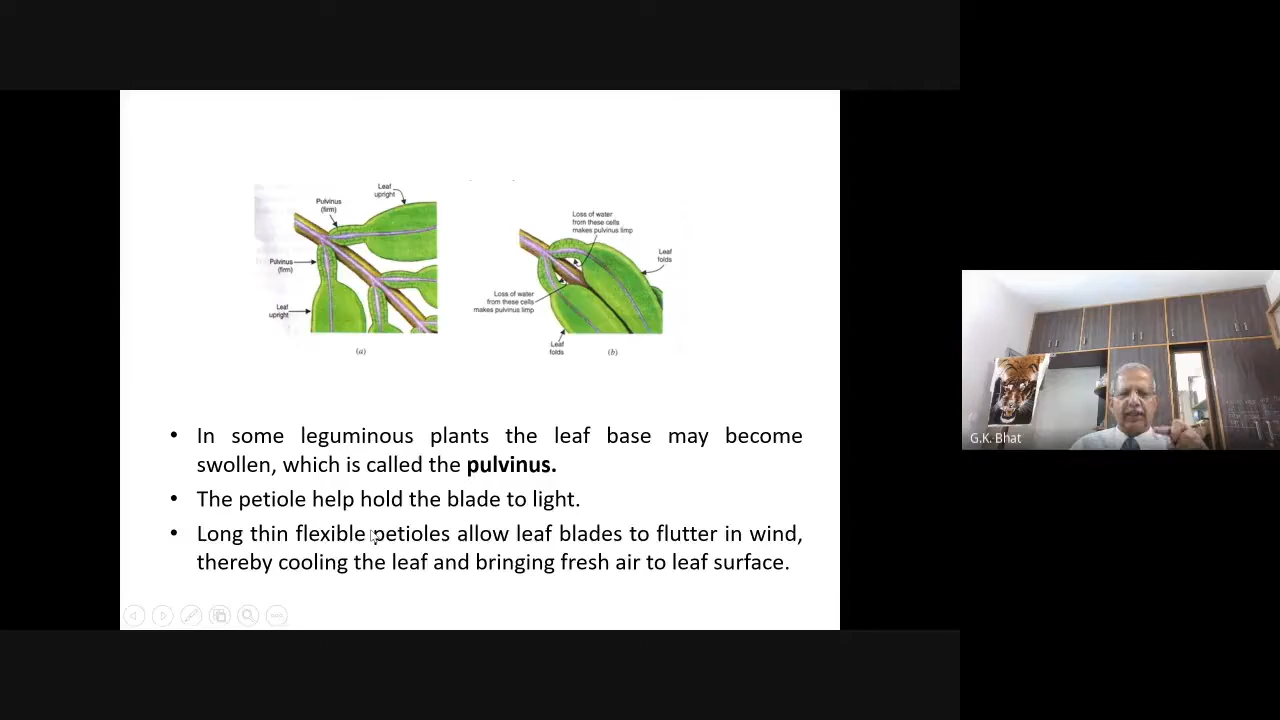 Leaf
upright
Pulvinus
(firm)
Pulvinus
(firm)
Leaf
upright
(a)
Loss of water
from these cells
makes pulvinus limp
Leaf
folds
Loss of water
from these cells
makes pulvinus limp
Leaf
folds
(b)
• In some leguminous plants the leaf base may become
swollen, which is called the pulvinus.
• The petiole help hold the blade to light.
• Long thin flexible petioles allow leaf blades to flutter in wind,
thereby cooling the leaf and bringing fresh air to leaf surface.
G.K. Bhat